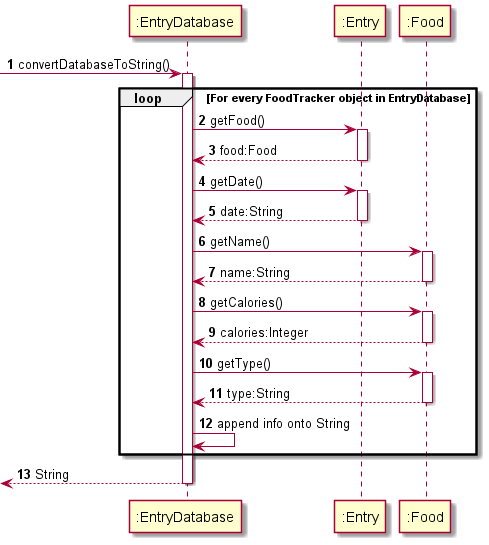 :EntryDatabase :Entry :Food
1 convertDatabaseToString()
loop [For every FoodTracker object in EntryDatabase]
2 getFood()
3 food:Food
4 getDate()
5 date:String
6 getName()
7 name:String
8 getCalories()
9 calories:Integer
10 getType()
11 type:String
12 append info onto String
13 String
:EntryDatabase :Entry :Food